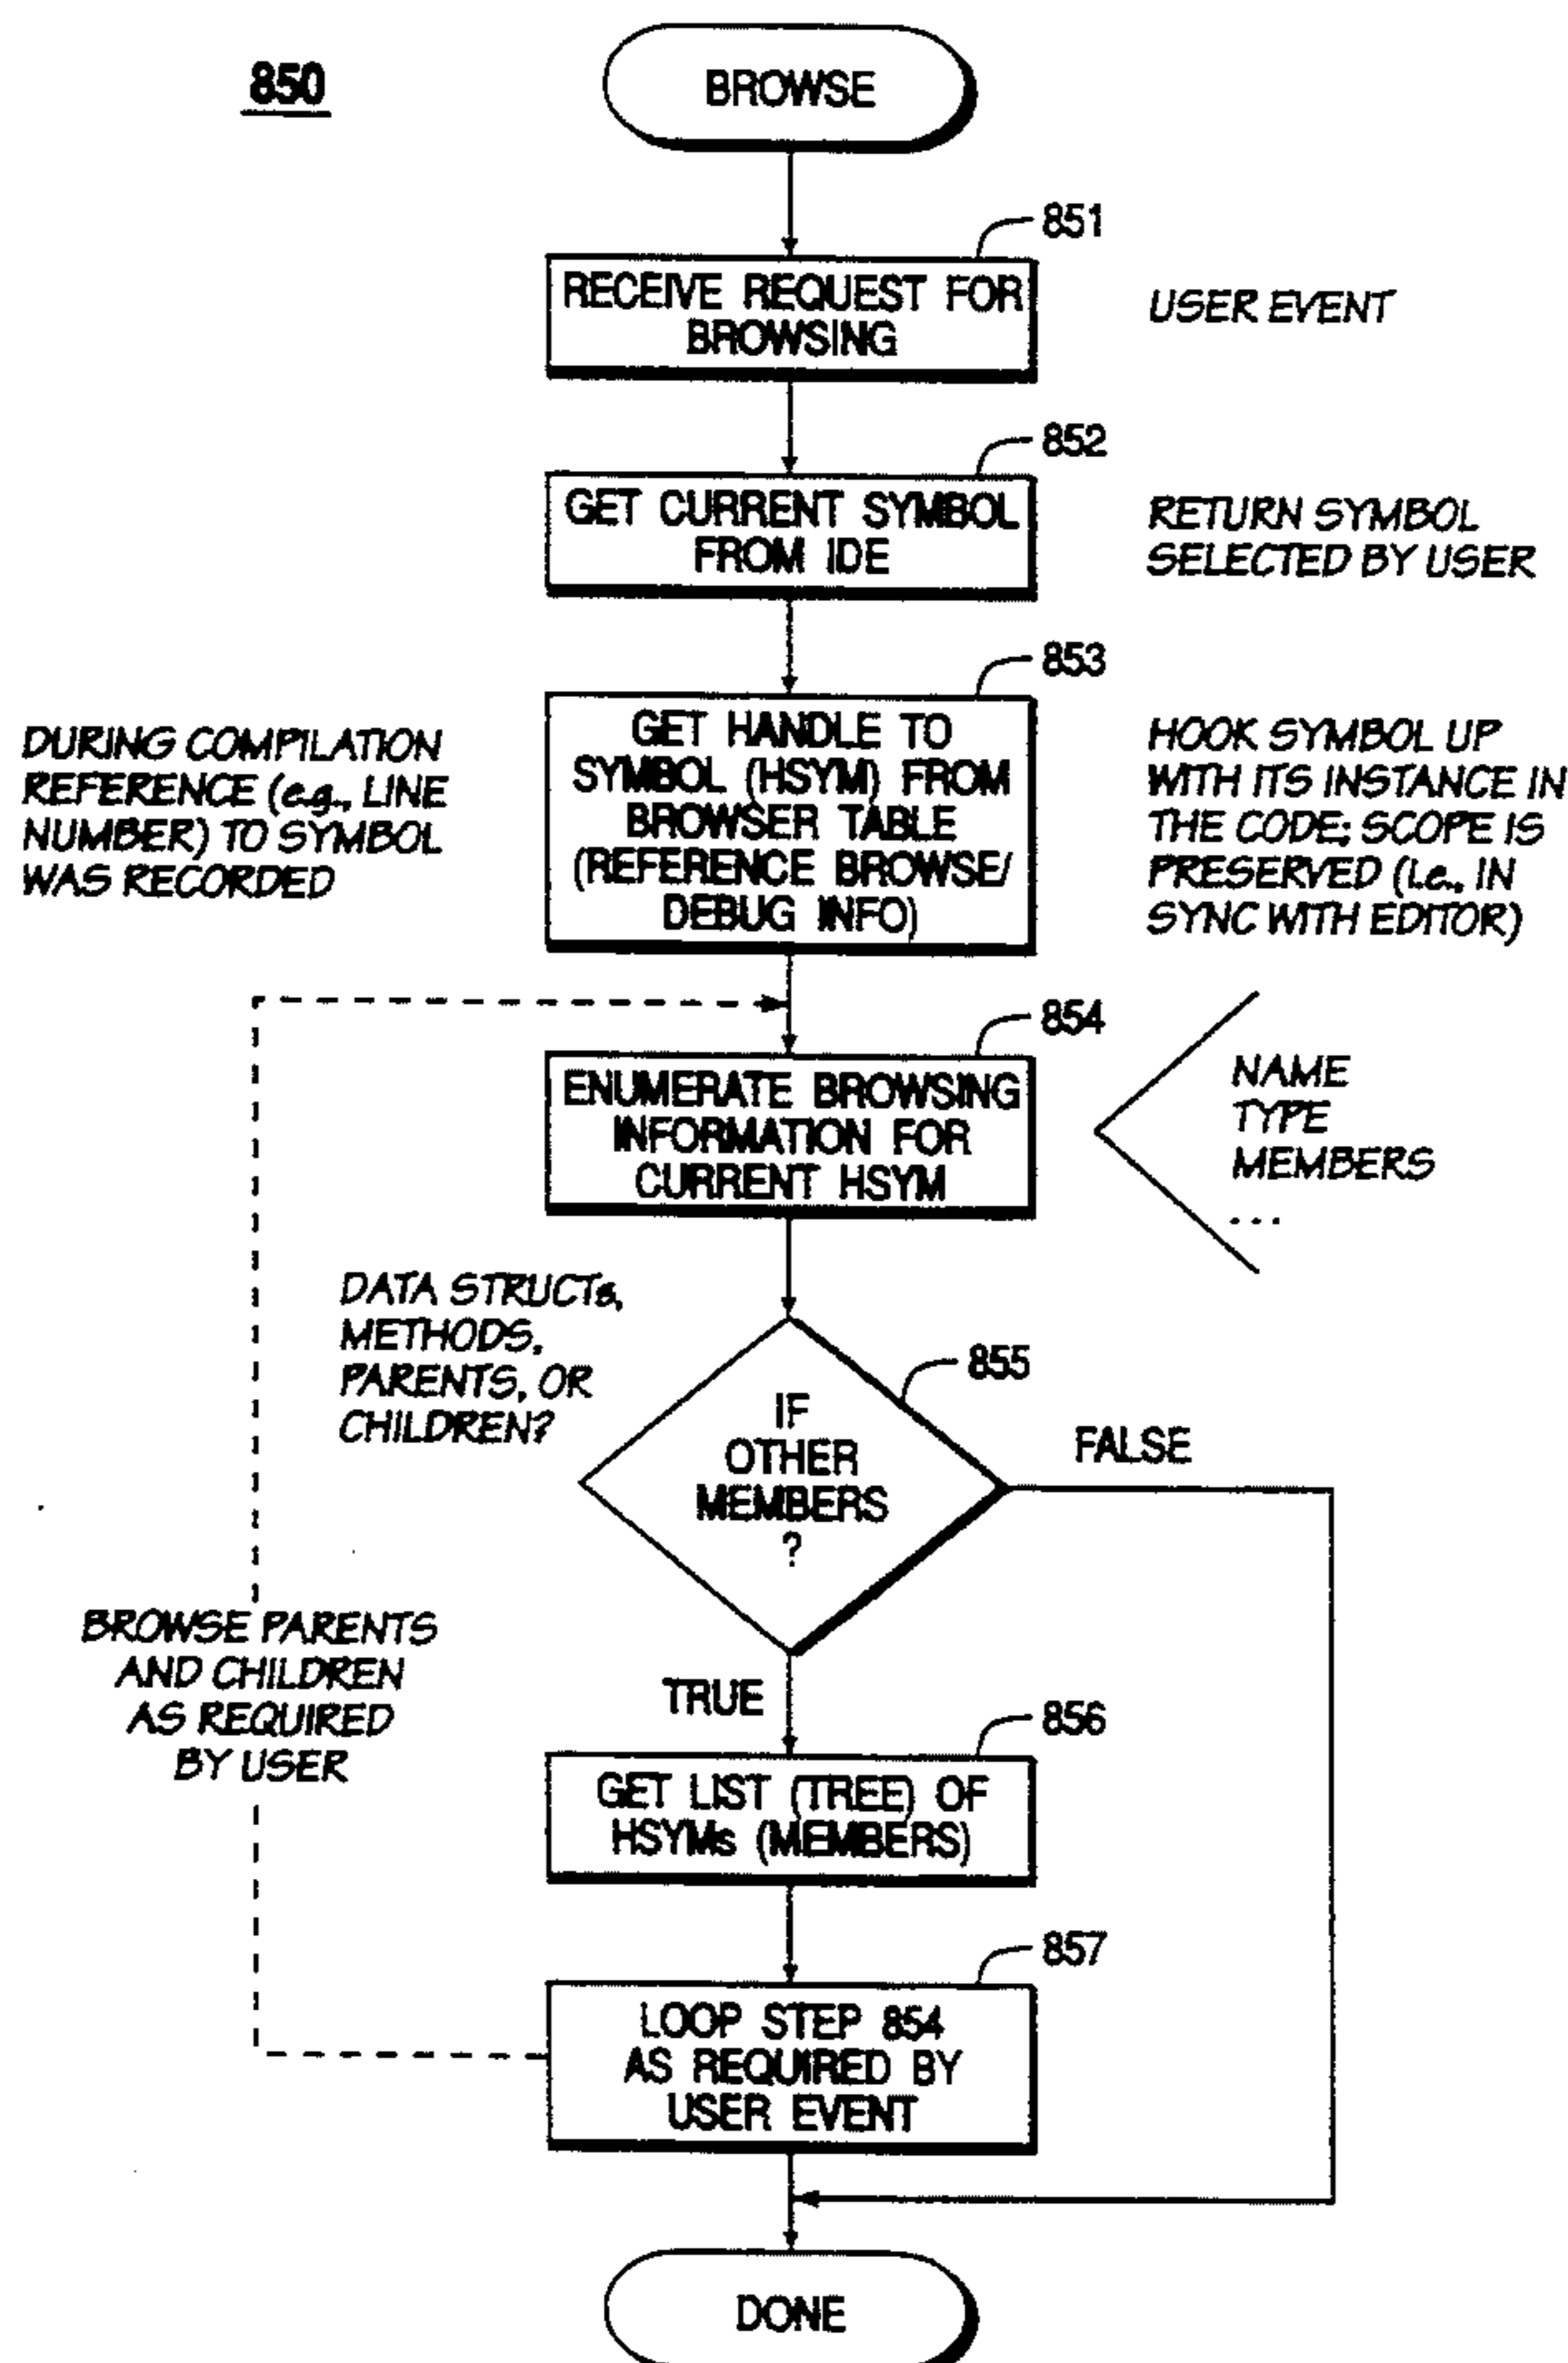 850
BROWSE
851
RECEIVE REQUEST FOR
BROWSING
USER EVENT
852
GET CURRENT SYMBOL
FROM IDE
RETURN SYMBOL
SELECTED BY USER
853
DURING COMPILATION
REFERENCE (e.g., LINE
NUMBER) TO SYMBOL
WAS RECORDED
GET HANDLE TO
SYMBOL (HSYM) FROM
BROWSER TABLE
(REFERENCE BROWSE/
DEBUG INFO)
HOOK SYMBOL UP
WITH ITS INSTANCE IN
THE CODE; SCOPE IS
PRESERVED (i.e., IN
SYNC WITH EDITOR)
854
ENUMERATE BROWSING
INFORMATION FOR
CURRENT HSYM
NAME
TYPE
MEMBERS
...
DATA STRUCTs,
METHODS,
PARENTS, OR
CHILDREN?
855
IF
OTHER
MEMBERS
?
FALSE
BROWSE PARENTS
AND CHILDREN
AS REQUIRED
BY USER
TRUE
856
GET LIST (TREE) OF
HSYMs (MEMBERS)
857
LOOP STEP 854
AS REQUIRED BY
USER EVENT
DONE